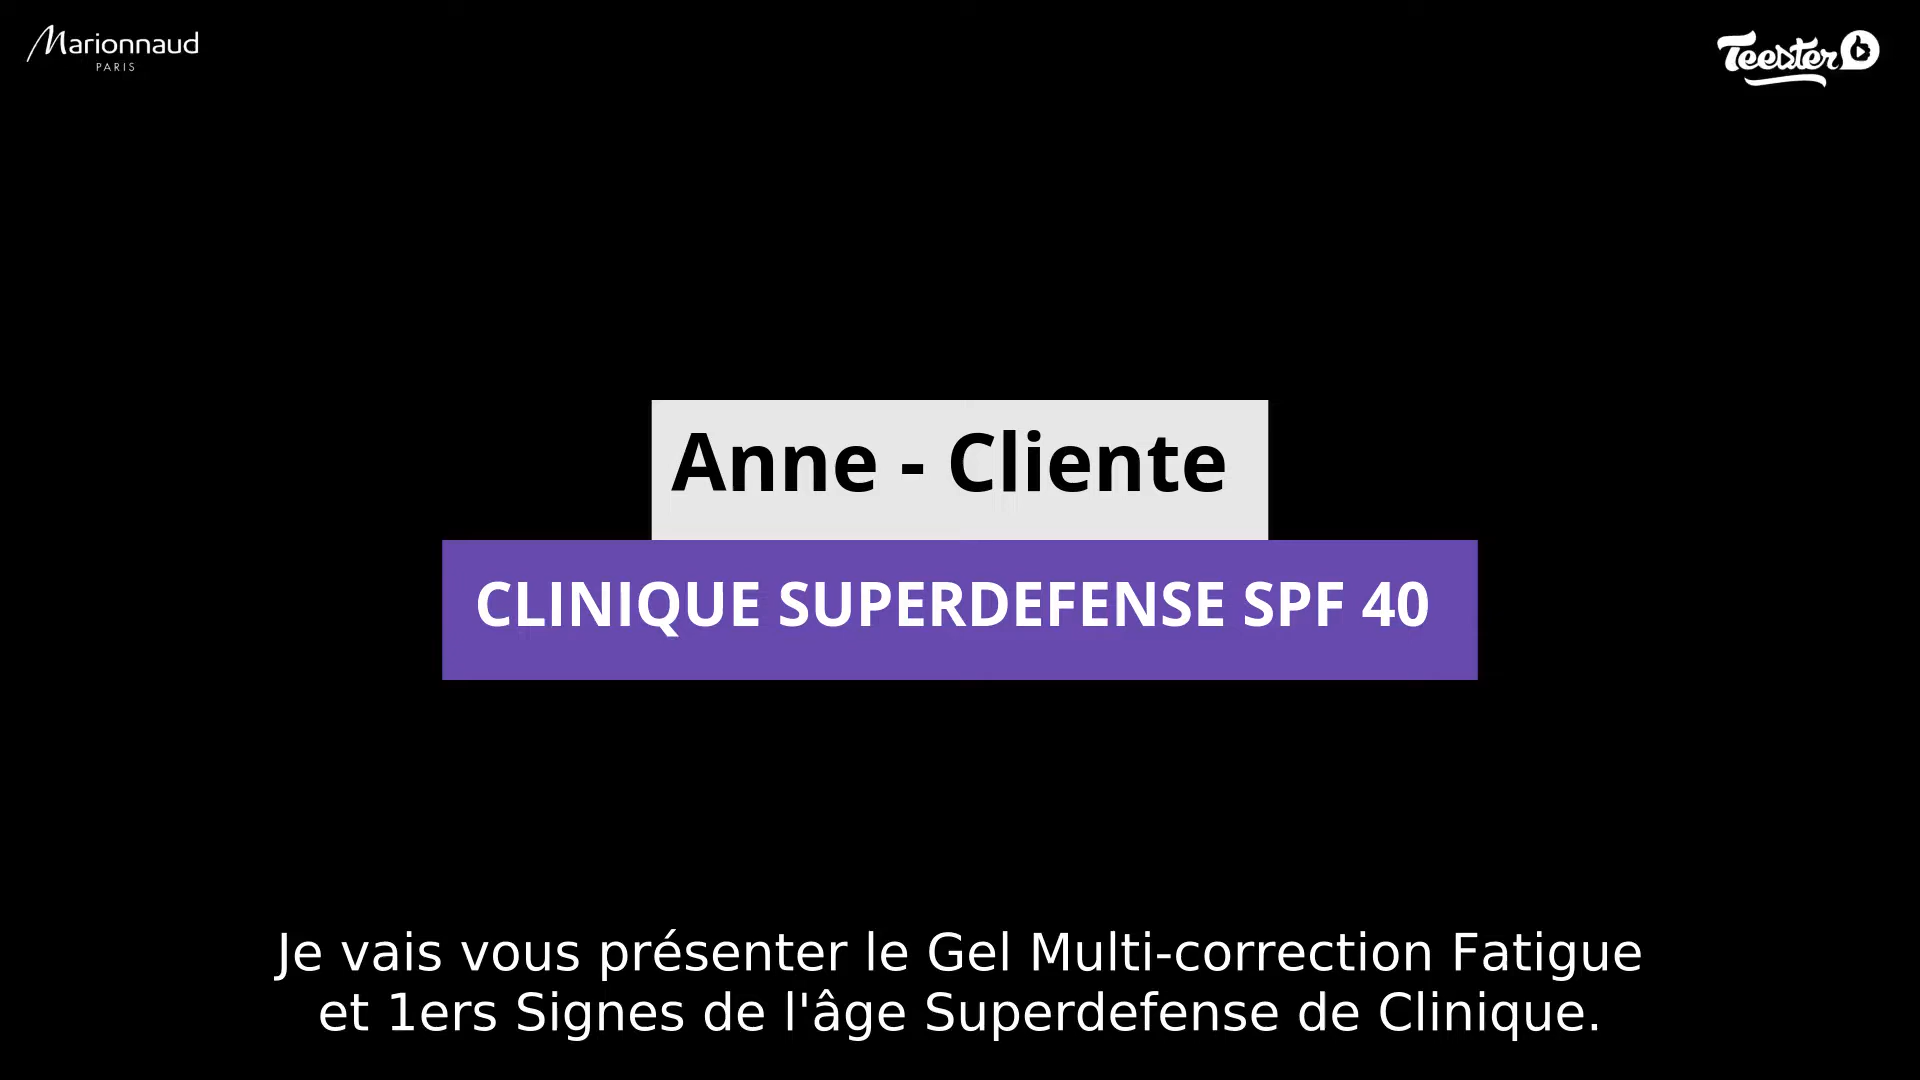 Marionnaud
PARIS
Teester
Anne - Cliente
CLINIQUE SUPERDEFENSE SPF 40
Je vais vous présenter le Gel Multi-correction Fatigue
et 1ers Signes de l'âge Superdefense de Clinique.